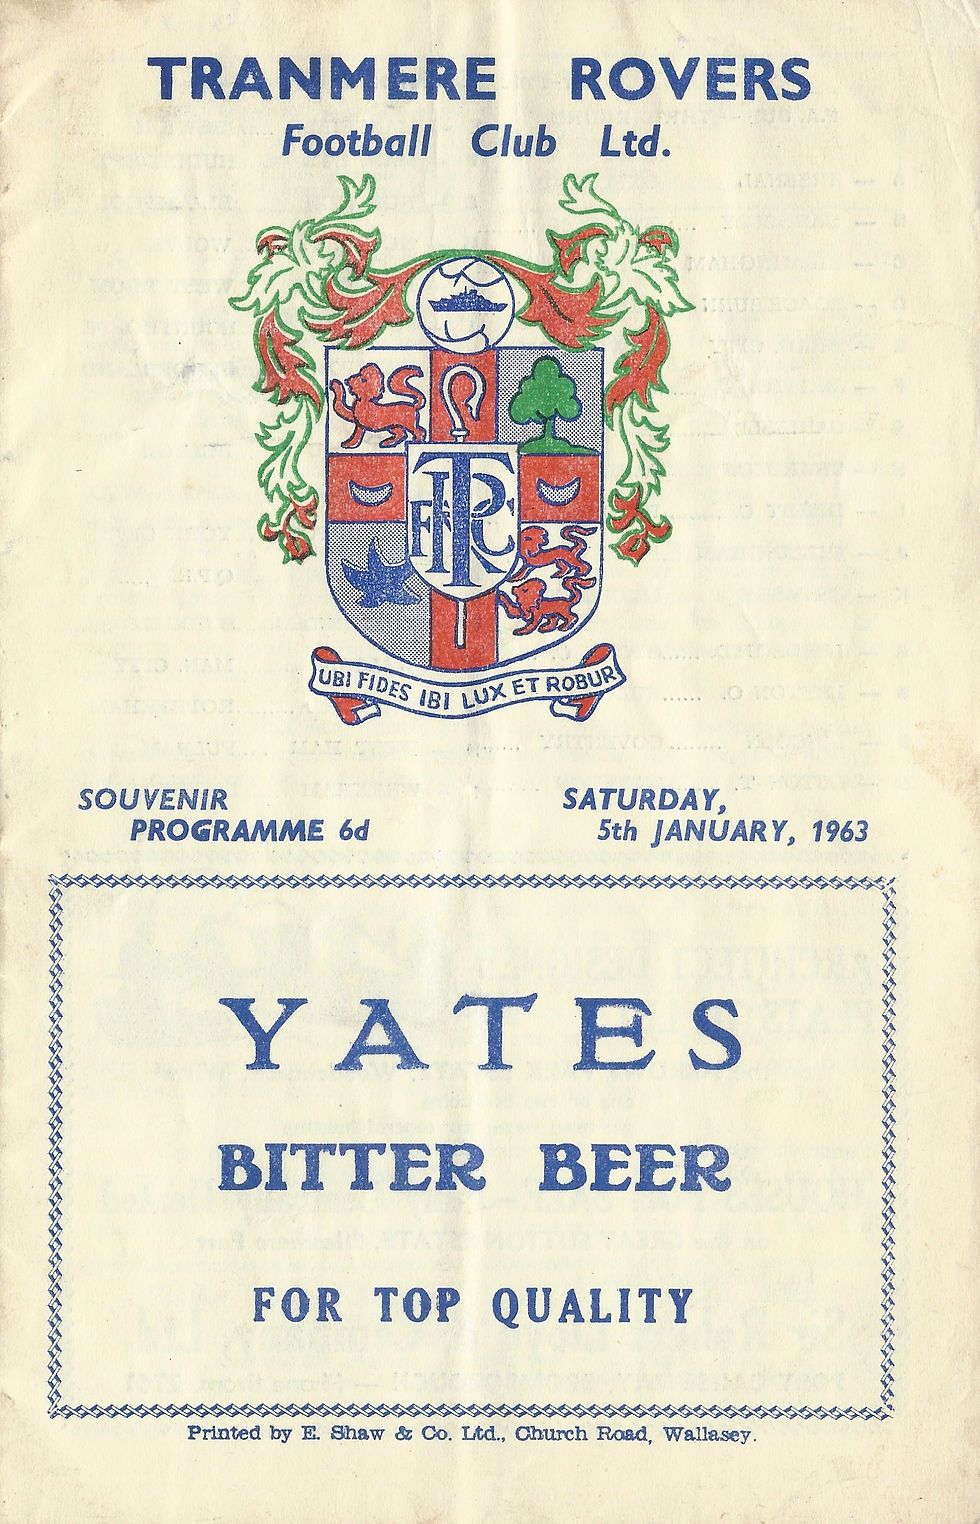 TRANMERE ROVERS
Football Club Ltd.
TRFC
UBI FIDES IBI LUX ET ROBUR
SOUVENIR
PROGRAMME 6d
SATURDAY,
5th JANUARY, 1963
YATES
BITTER BEER
FOR TOP QUALITY
Printed by E. Shaw & Co. Ltd., Church Road, Wallasey.